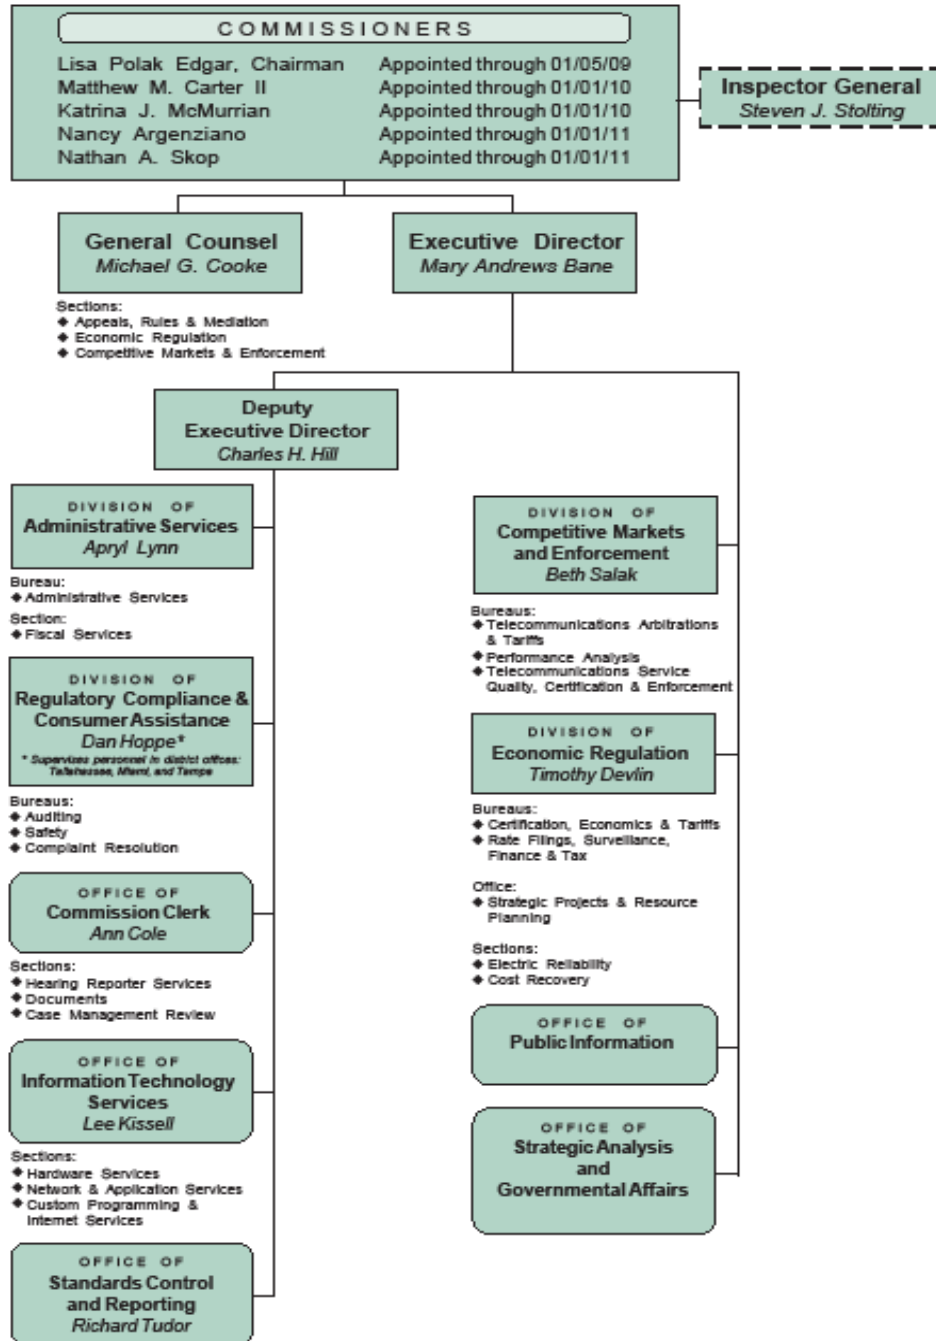 COMMISSIONERS
Lisa Polak Edgar, Chairman Appointed through 01/05/09
Matthew M. Carter II Appointed through 01/01/10
Katrina J. McMurrian Appointed through 01/01/10
Nancy Argenziano Appointed through 01/01/11
Nathan A. Skop Appointed through 01/01/11
Inspector General
Steven J. Stolting
General Counsel
Michael G. Cooke
Sections:
◆ Appeals, Rules & Mediation
◆ Economic Regulation
◆ Competitive Markets & Enforcement
Executive Director
Mary Andrews Bane
Deputy
Executive Director
Charles H. Hill
DIVISION OF
Administrative Services
Apryl Lynn
Bureau:
◆ Administrative Services
Section:
◆ Fiscal Services
DIVISION OF
Regulatory Compliance &
Consumer Assistance
Dan Hoppe*
* Supervises personnel in district offices:
Tallahassee, Miami, and Tampa
Bureaus:
◆ Auditing
◆ Safety
◆ Complaint Resolution
OFFICE OF
Commission Clerk
Ann Cole
Sections:
◆ Hearing Reporter Services
◆ Documents
◆ Case Management Review
OFFICE OF
Information Technology
Services
Lee Kissell
Sections:
◆ Hardware Services
◆ Network & Application Services
◆ Custom Programming &
Internet Services
OFFICE OF
Standards Control
and Reporting
Richard Tudor
DIVISION OF
Competitive Markets
and Enforcement
Beth Salak
Bureaus:
◆ Telecommunications Arbitrations
& Tariffs
◆ Performance Analysis
◆ Telecommunications Service
Quality, Certification & Enforcement
DIVISION OF
Economic Regulation
Timothy Devlin
Bureaus:
◆ Certification, Economics & Tariffs
◆ Rate Filings, Surveillance,
Finance & Tax
Office:
◆ Strategic Projects & Resource
Planning
Sections:
◆ Electric Reliability
◆ Cost Recovery
OFFICE OF
Public Information
OFFICE OF
Strategic Analysis
and
Governmental Affairs